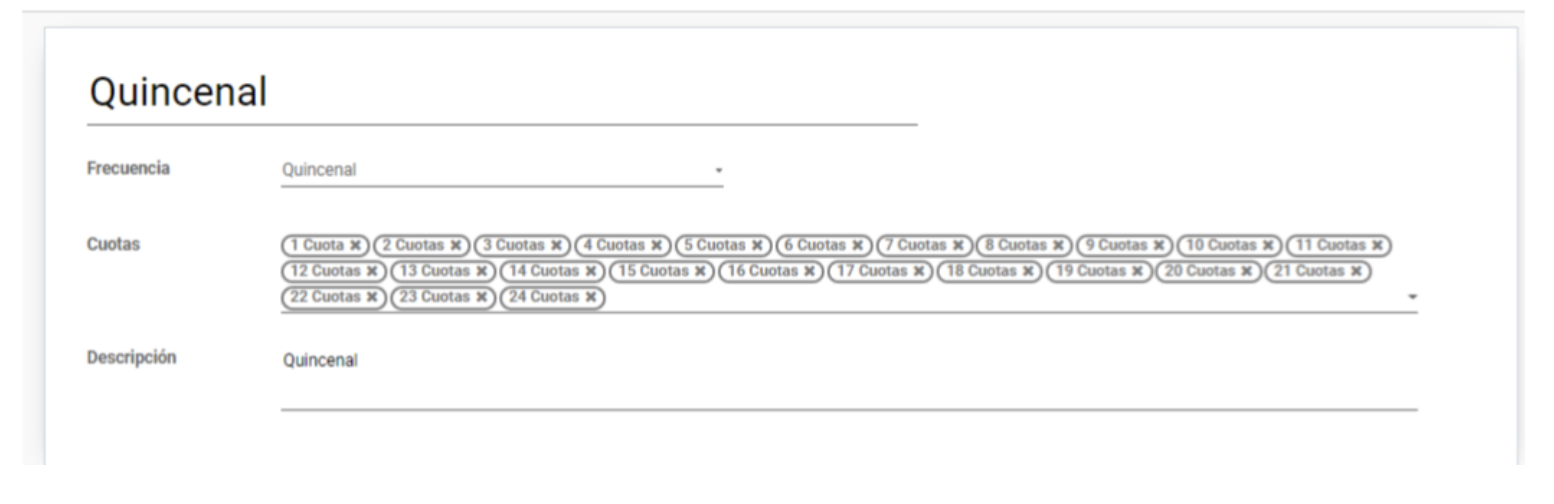 Quincenal
Frecuencia Quincenal
Cuotas 1 Cuota ✖ 2 Cuotas ✖ 3 Cuotas ✖ 4 Cuotas ✖ 5 Cuotas ✖ 6 Cuotas ✖ 7 Cuotas ✖ 8 Cuotas ✖ 9 Cuotas ✖ 10 Cuotas ✖ 11 Cuotas ✖
12 Cuotas ✖ 13 Cuotas ✖ 14 Cuotas ✖ 15 Cuotas ✖ 16 Cuotas ✖ 17 Cuotas ✖ 18 Cuotas ✖ 19 Cuotas ✖ 20 Cuotas ✖ 21 Cuotas ✖
22 Cuotas ✖ 23 Cuotas ✖ 24 Cuotas ✖
Descripción Quincenal